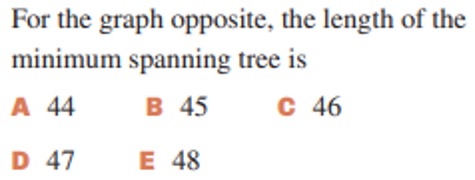 For the graph opposite, the length of the
minimum spanning tree is
A 44 B 45 C 46
D 47 E 48